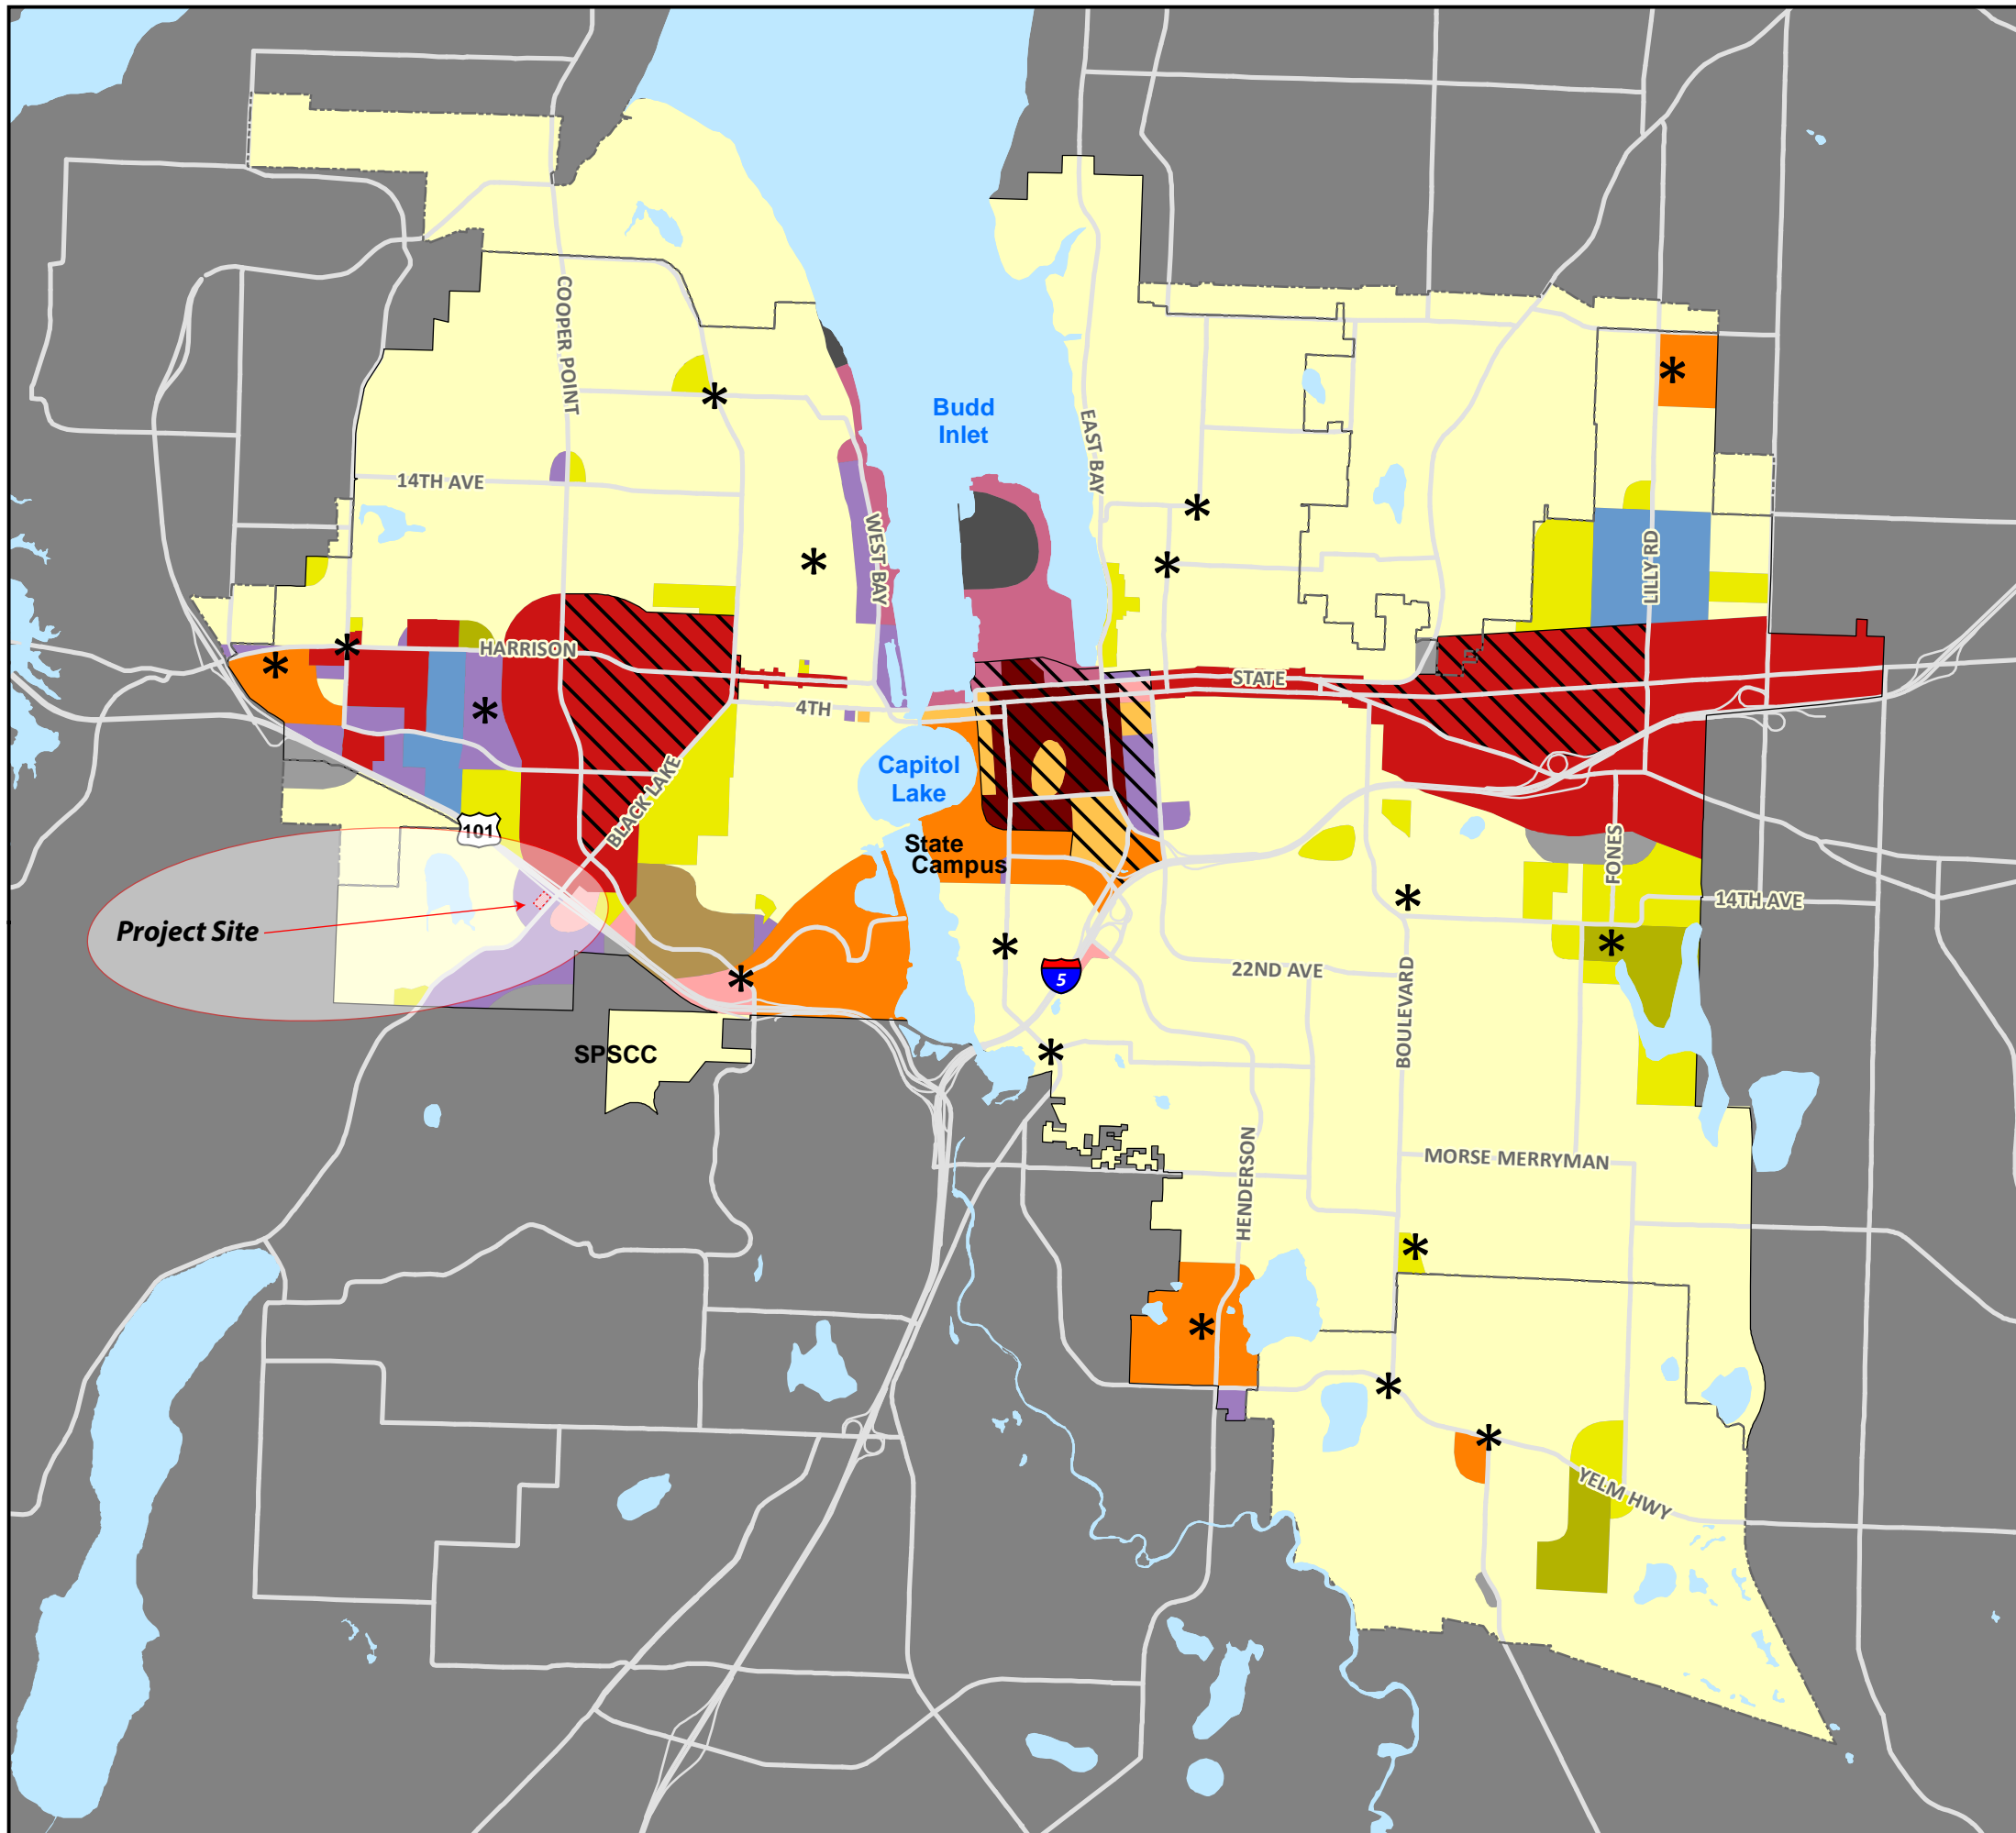 COOPER POINT
Budd
Inlet
EAST BAY
14TH AVE
WEST BAY
LILLY RD
HARRISON
STATE
4TH
BLACK LAKE
Capitol
Lake
101
State
Campus
FONES
14TH AVE
Project Site
22ND AVE
5
BOULEVARD
SPSCC
HENDERSON
MORSE MERRYMAN
YELM HWY